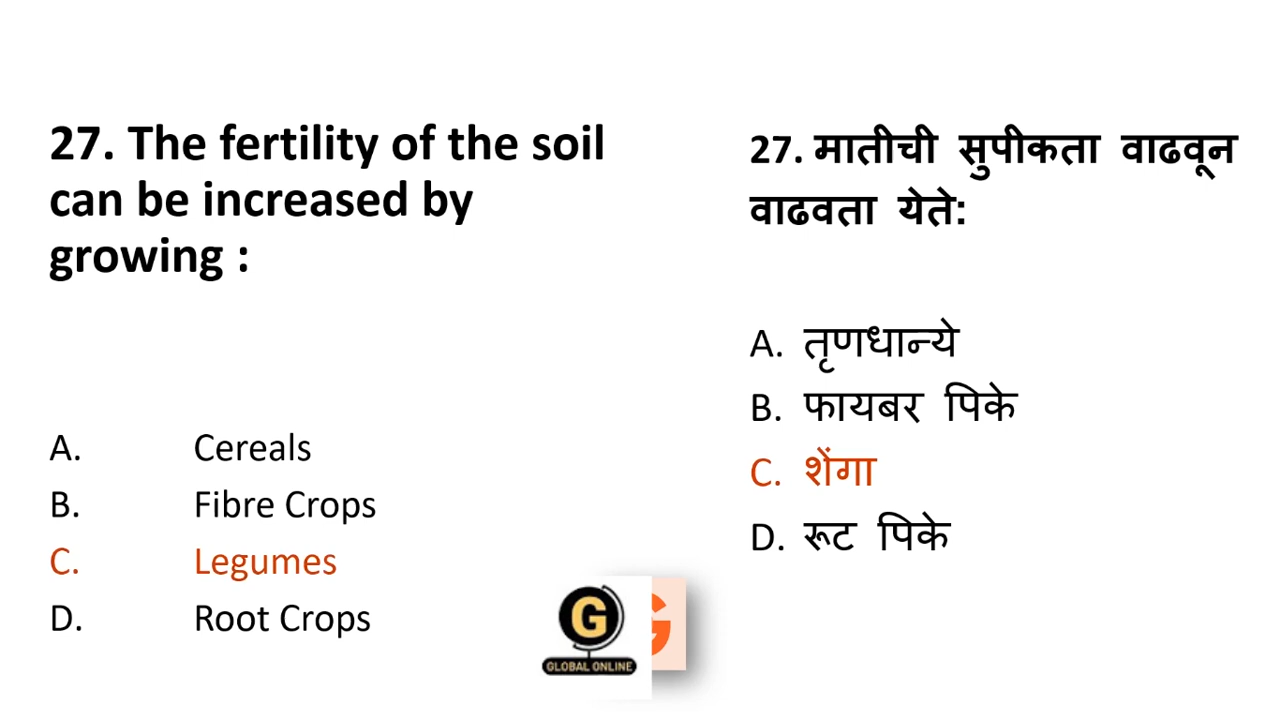 27. The fertility of the soil
can be increased by
growing :
A. Cereals
B. Fibre Crops
C. Legumes
D. Root Crops
27. मातीची सुपीकता वाढवून
वाढवता येते:
A. तृणधान्ये
B. फायबर पिके
C. शेंगा
D. रूट पिके
G
GLOBAL ONLINE
G